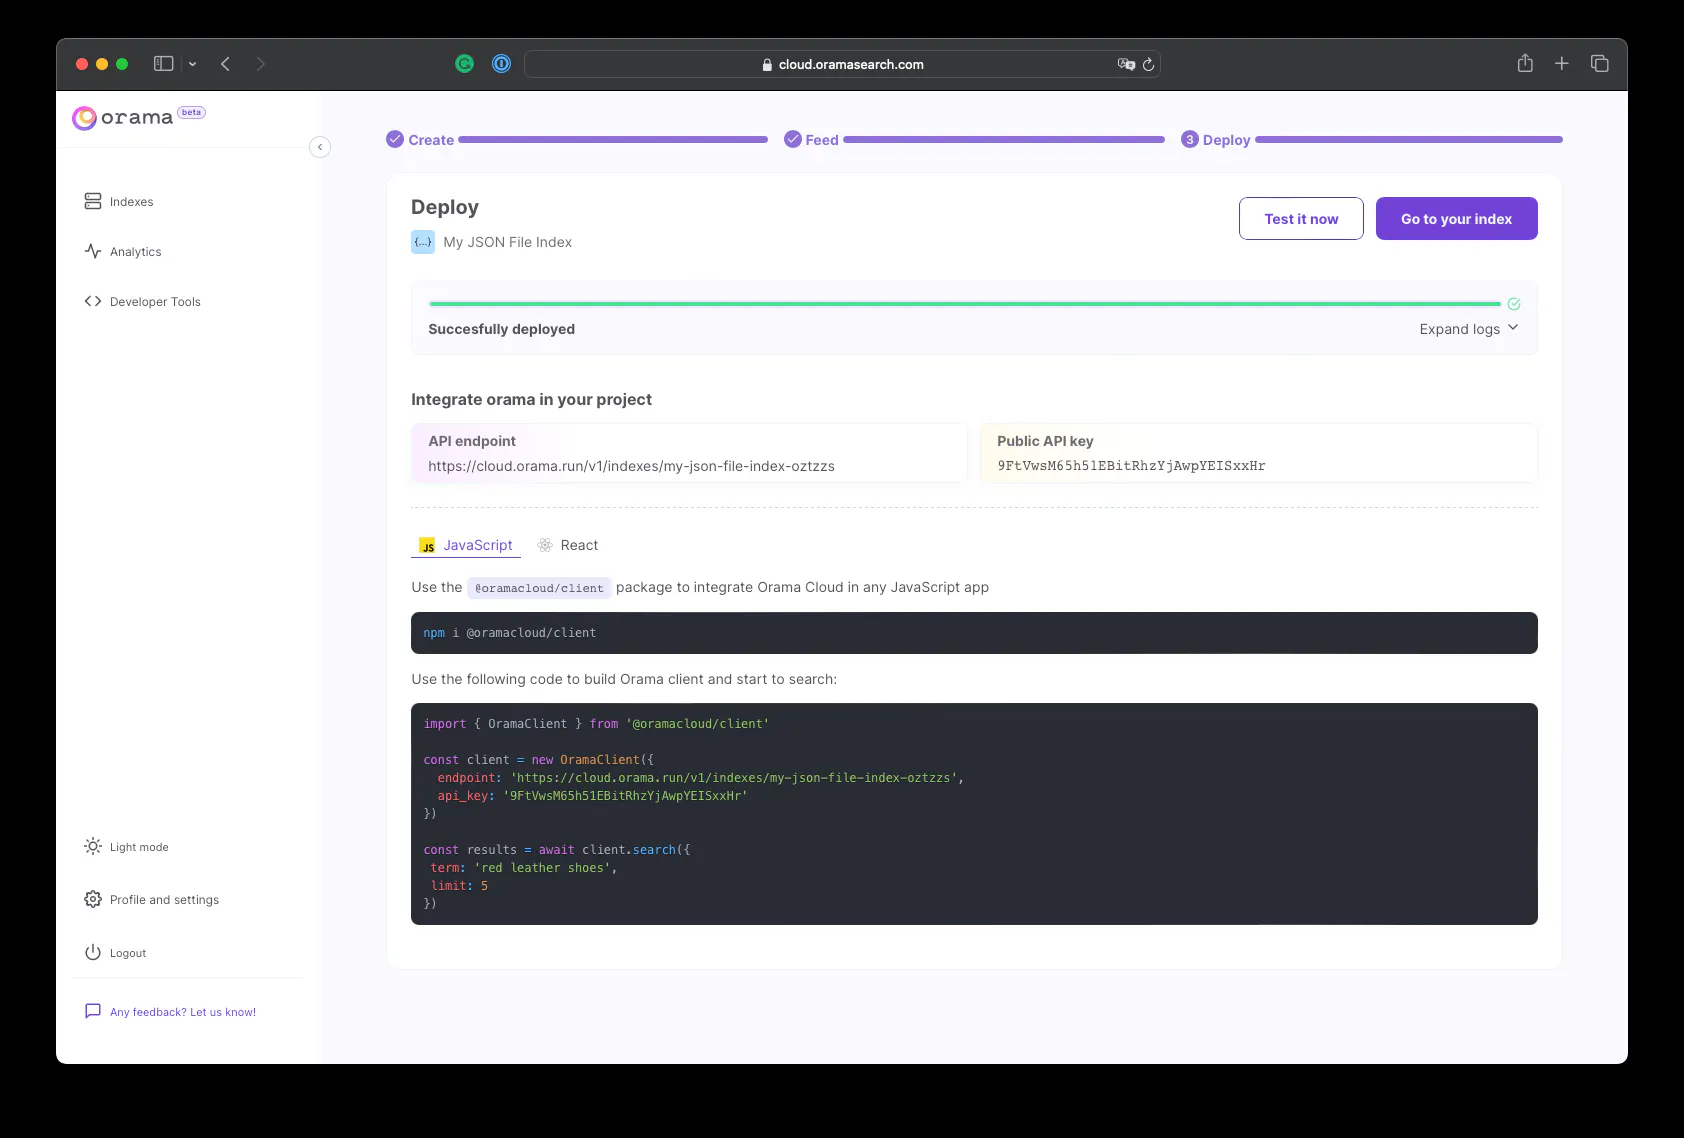 cloud.oramasearch.com
orama beta
Indexes
Analytics
Developer Tools
Light mode
Profile and settings
Logout
Any feedback? Let us know!
Create
Feed
3 Deploy
Deploy
{...} My JSON File Index
Test it now
Go to your index
Succesfully deployed
Expand logs
Integrate orama in your project
API endpoint
https://cloud.orama.run/v1/indexes/my-json-file-index-oztzzs
Public API key
9FtVwsM65h51EBitRhzYjAwpYEISxxHr
JS JavaScript
React
Use the @oramacloud/client package to integrate Orama Cloud in any JavaScript app
npm i @oramacloud/client
Use the following code to build Orama client and start to search:
import { OramaClient } from '@oramacloud/client'
const client = new OramaClient({
endpoint: 'https://cloud.orama.run/v1/indexes/my-json-file-index-oztzzs',
api_key: '9FtVwsM65h51EBitRhzYjAwpYEISxxHr'
})
const results = await client.search({
term: 'red leather shoes',
limit: 5
})